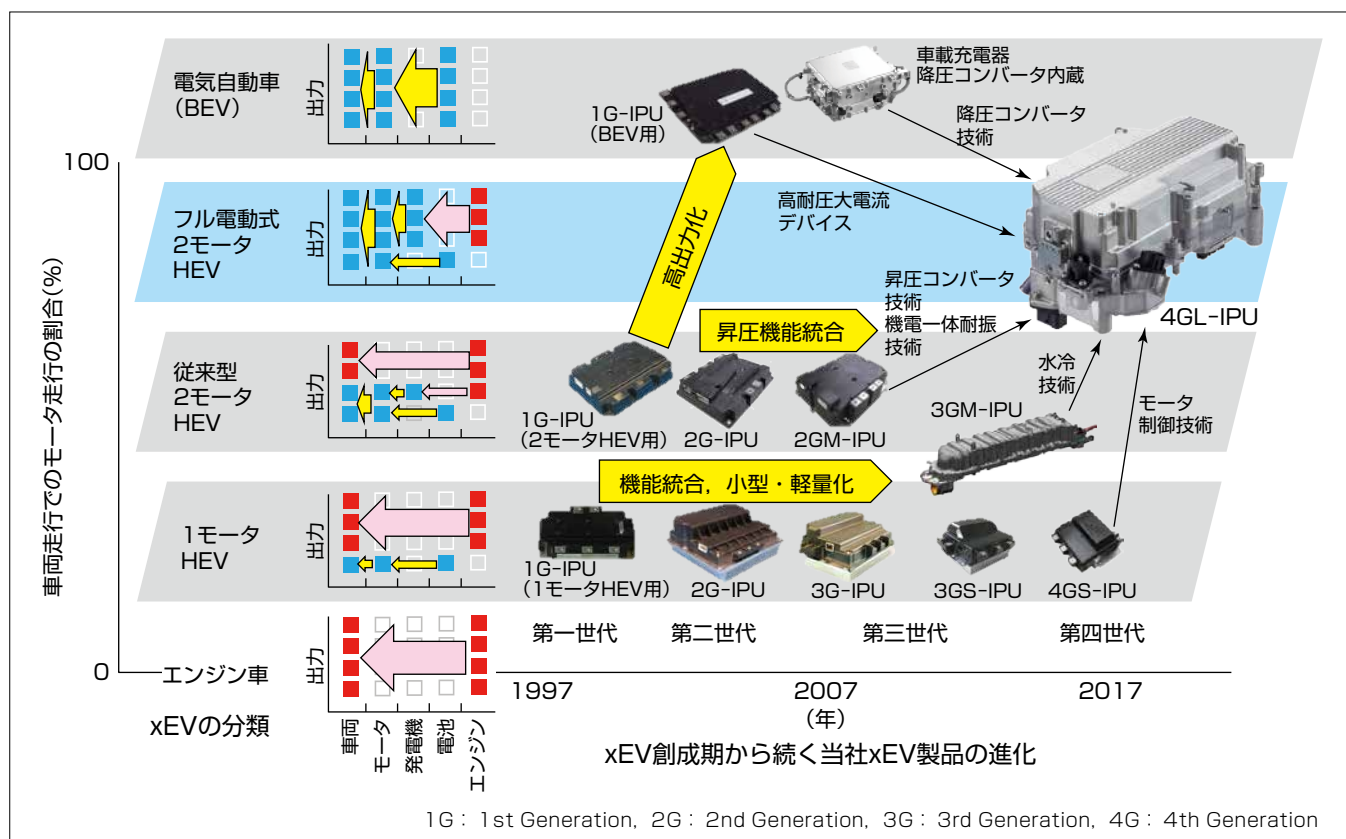 車両走行でのモータ走行の割合(%)
100
0
電気自動車
(BEV)
出力
1G-IPU
(BEV用)
車載充電器
降圧コンバータ内蔵
降圧コンバータ
技術
フル電動式
2モータ
HEV
出力
高出力化
高耐圧大電流
デバイス
4GL-IPU
従来型
2モータ
HEV
出力
昇圧機能統合
昇圧コンバータ
技術
機電一体耐振
技術
1G-IPU
(2モータHEV用)
2G-IPU
2GM-IPU
3GM-IPU
水冷
技術
モータ
制御技術
機能統合，小型・軽量化
1モータ
HEV
出力
1G-IPU
(1モータHEV用)
2G-IPU
3G-IPU
3GS-IPU
4GS-IPU
第一世代
第二世代
第三世代
第四世代
エンジン車
出力
1997
2007
2017
(年)
xEVの分類
車両
モータ
発電機
電池
エンジン
xEV創成期から続く当社xEV製品の進化
1G：1st Generation，2G：2nd Generation，3G：3rd Generation，4G：4th Generation